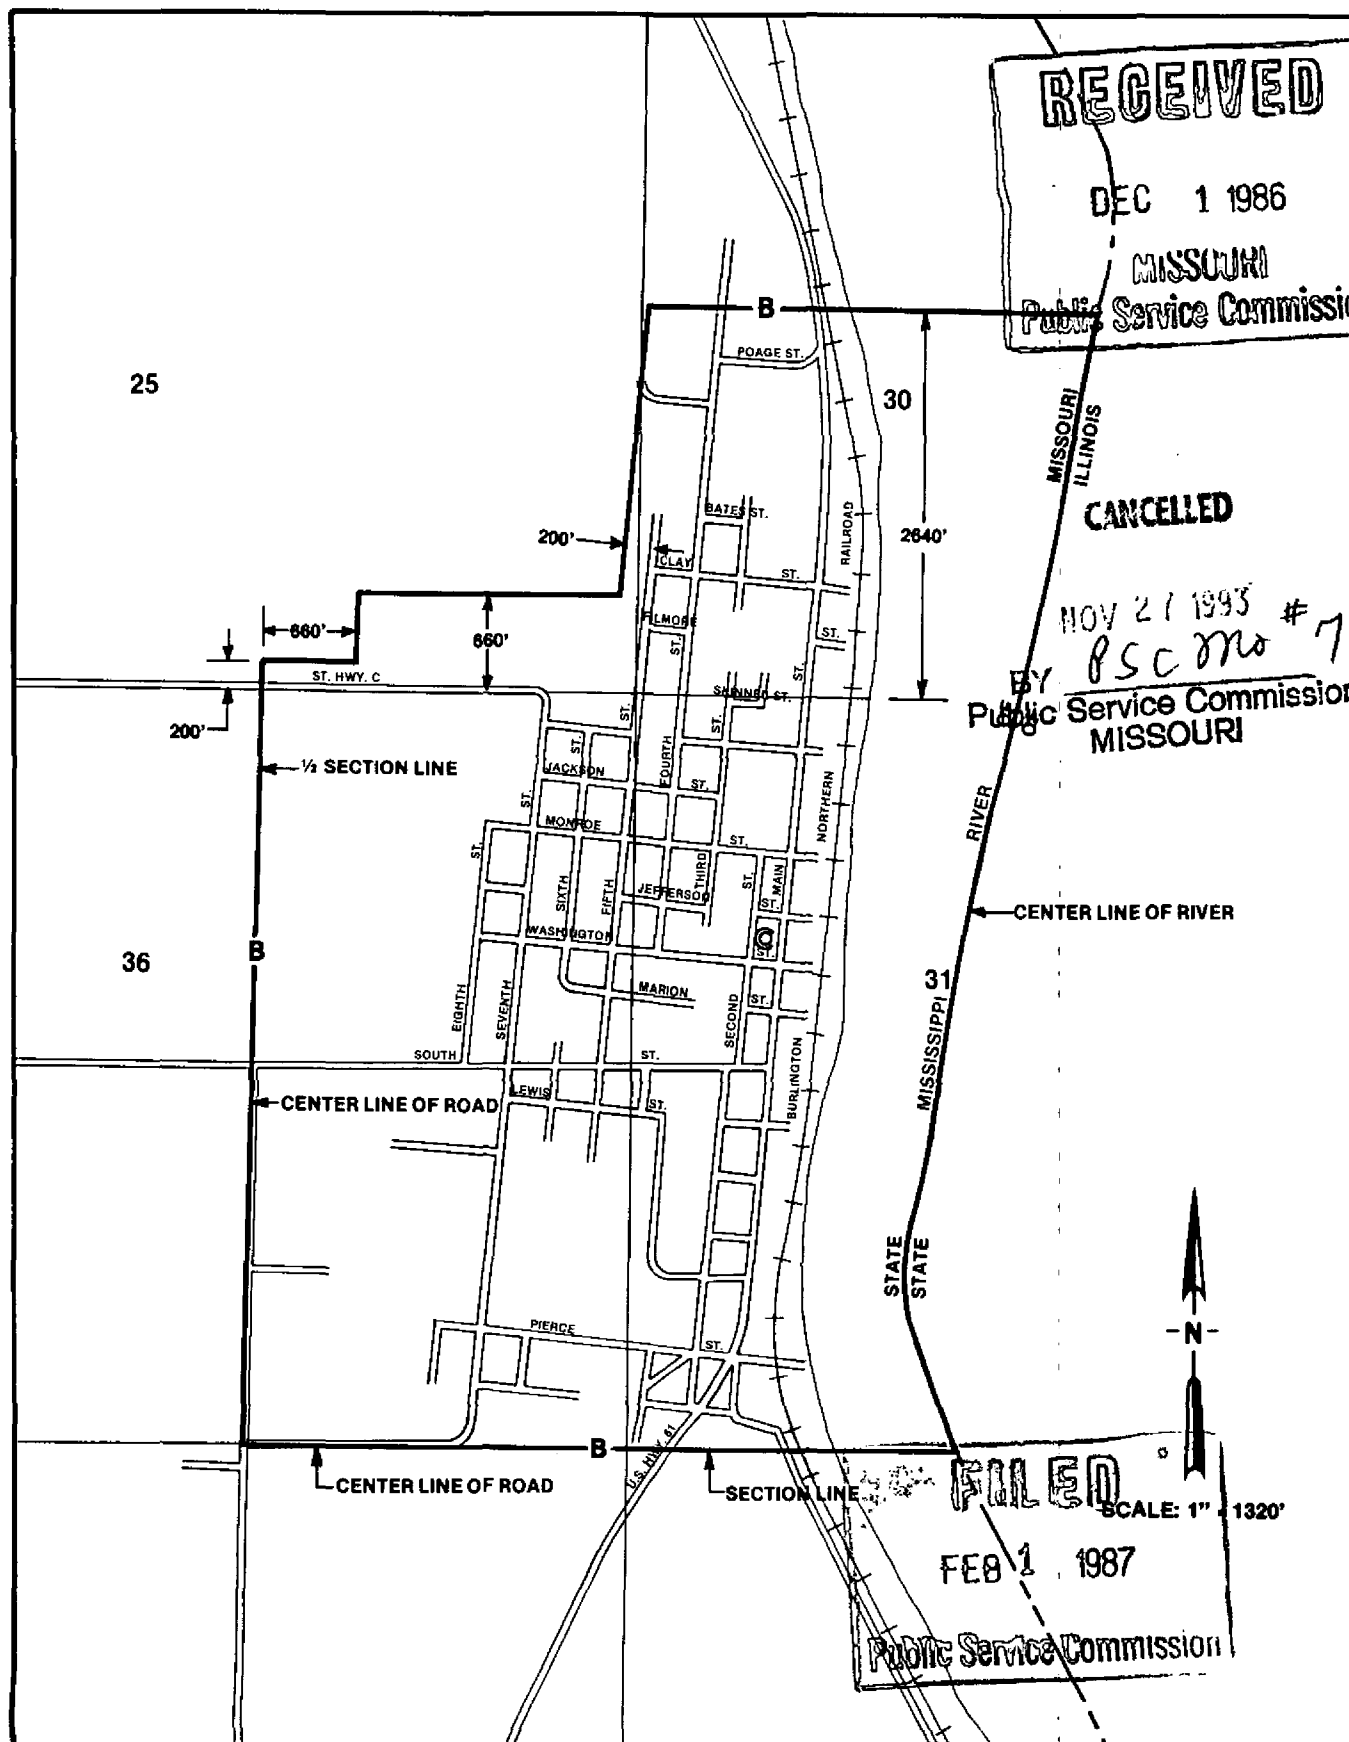 RECEIVED
DEC 1 1986
MISSOURI
Public Service Commissi
B
POAGE ST.
25
30
MISSOURI
ILLINOIS
CANCELLED
BATES ST.
RAILROAD
2640'
200'
CLAY
ST.
660'
660'
FILMORE
ST.
ST.
ST.
NOV 27 1993
BY PSC Mo # 7
Public Service Commission
MISSOURI
ST. HWY. C
SKINNER ST.
200'
ST.
ST.
ST.
FOURTH
½ SECTION LINE
JACKSON
ST.
ST.
NORTHERN
RIVER
MONROE
ST.
ST.
THIRD
ST.
MAIN
JEFFERSO
ST.
SIXTH
FIFTH
CENTER LINE OF RIVER
WASHINGTON
ST.
C
B
36
31
MARION
ST.
EIGHTH
SEVENTH
SECOND
SOUTH
ST.
MISSISSIPPI
BURLINGTON
LEWIS
ST.
CENTER LINE OF ROAD
STATE
STATE
PIERCE
ST.
-N-
U.S. HWY. 61
B
CENTER LINE OF ROAD
SECTION LINE
FILED
SCALE: 1" - 1320'
FEB 1 1987
Public Service Commission